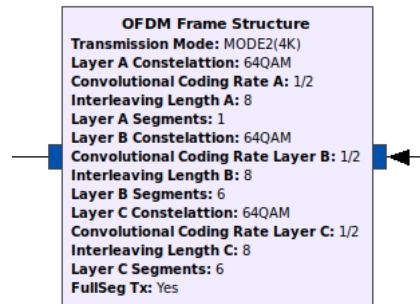 OFDM Frame Structure
Transmission Mode: MODE2(4K)
Layer A Constelattion: 64QAM
Convolutional Coding Rate A: 1/2
Interleaving Length A: 8
Layer A Segments: 1
Layer B Constelattion: 64QAM
Convolutional Coding Rate Layer B: 1/2
Interleaving Length B: 8
Layer B Segments: 6
Layer C Constelattion: 64QAM
Convolutional Coding Rate Layer C: 1/2
Interleaving Length C: 8
Layer C Segments: 6
FullSeg Tx: Yes